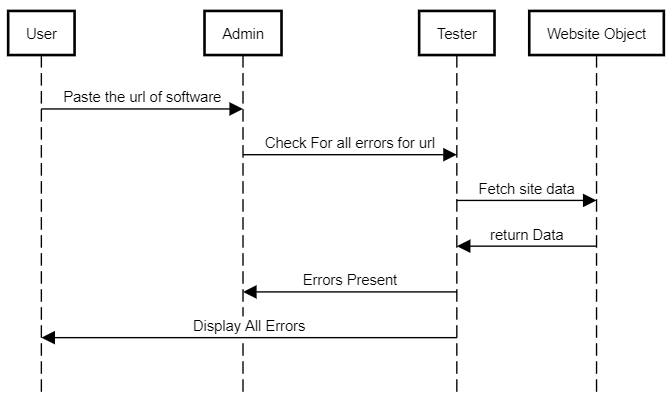 User
Admin
Tester
Website Object
Paste the url of software
Check For all errors for url
Fetch site data
return Data
Errors Present
Display All Errors